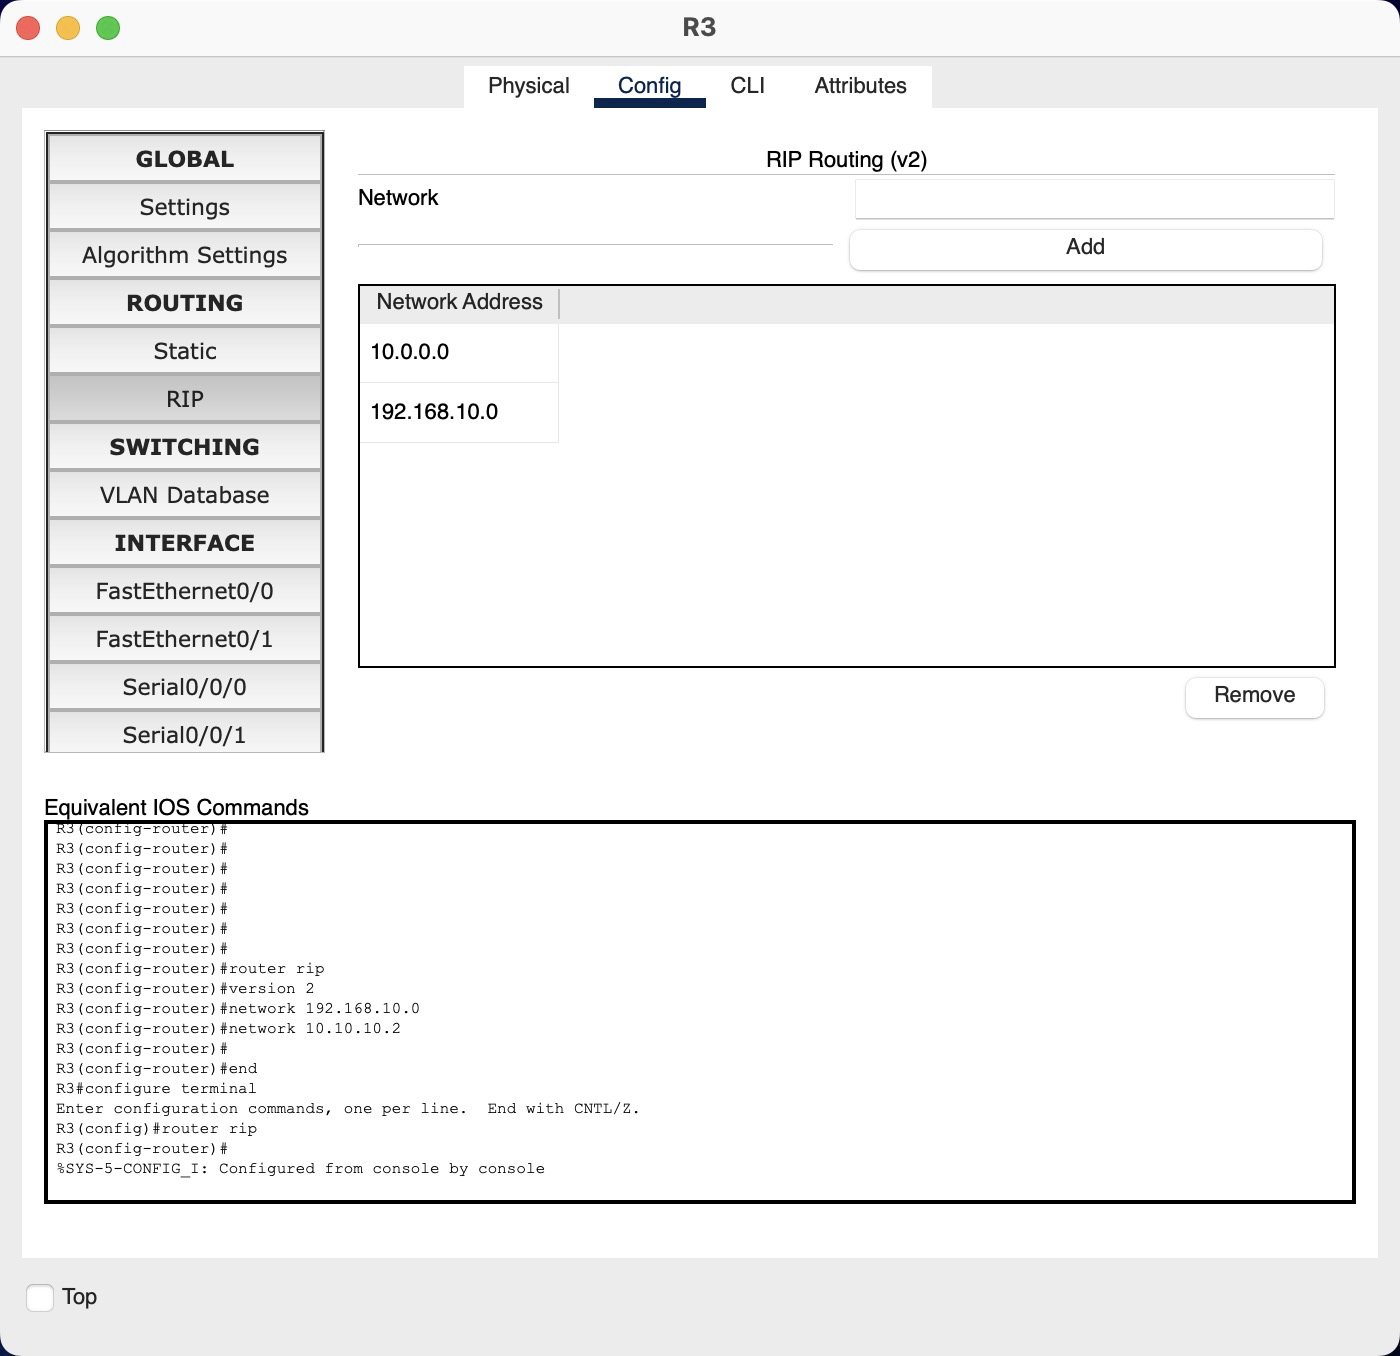 R3
Physical Config CLI Attributes
GLOBAL
Settings
Algorithm Settings
ROUTING
Static
RIP
SWITCHING
VLAN Database
INTERFACE
FastEthernet0/0
FastEthernet0/1
Serial0/0/0
Serial0/0/1
RIP Routing (v2)
Network
Add
Network Address
10.0.0.0
192.168.10.0
Remove
Equivalent IOS Commands
R3(config-router)#
R3(config-router)#
R3(config-router)#
R3(config-router)#
R3(config-router)#
R3(config-router)#
R3(config-router)#
R3(config-router)#router rip
R3(config-router)#version 2
R3(config-router)#network 192.168.10.0
R3(config-router)#network 10.10.10.2
R3(config-router)#
R3(config-router)#end
R3#configure terminal
Enter configuration commands, one per line.  End with CNTL/Z.
R3(config)#router rip
R3(config-router)#
%SYS-5-CONFIG_I: Configured from console by console
Top